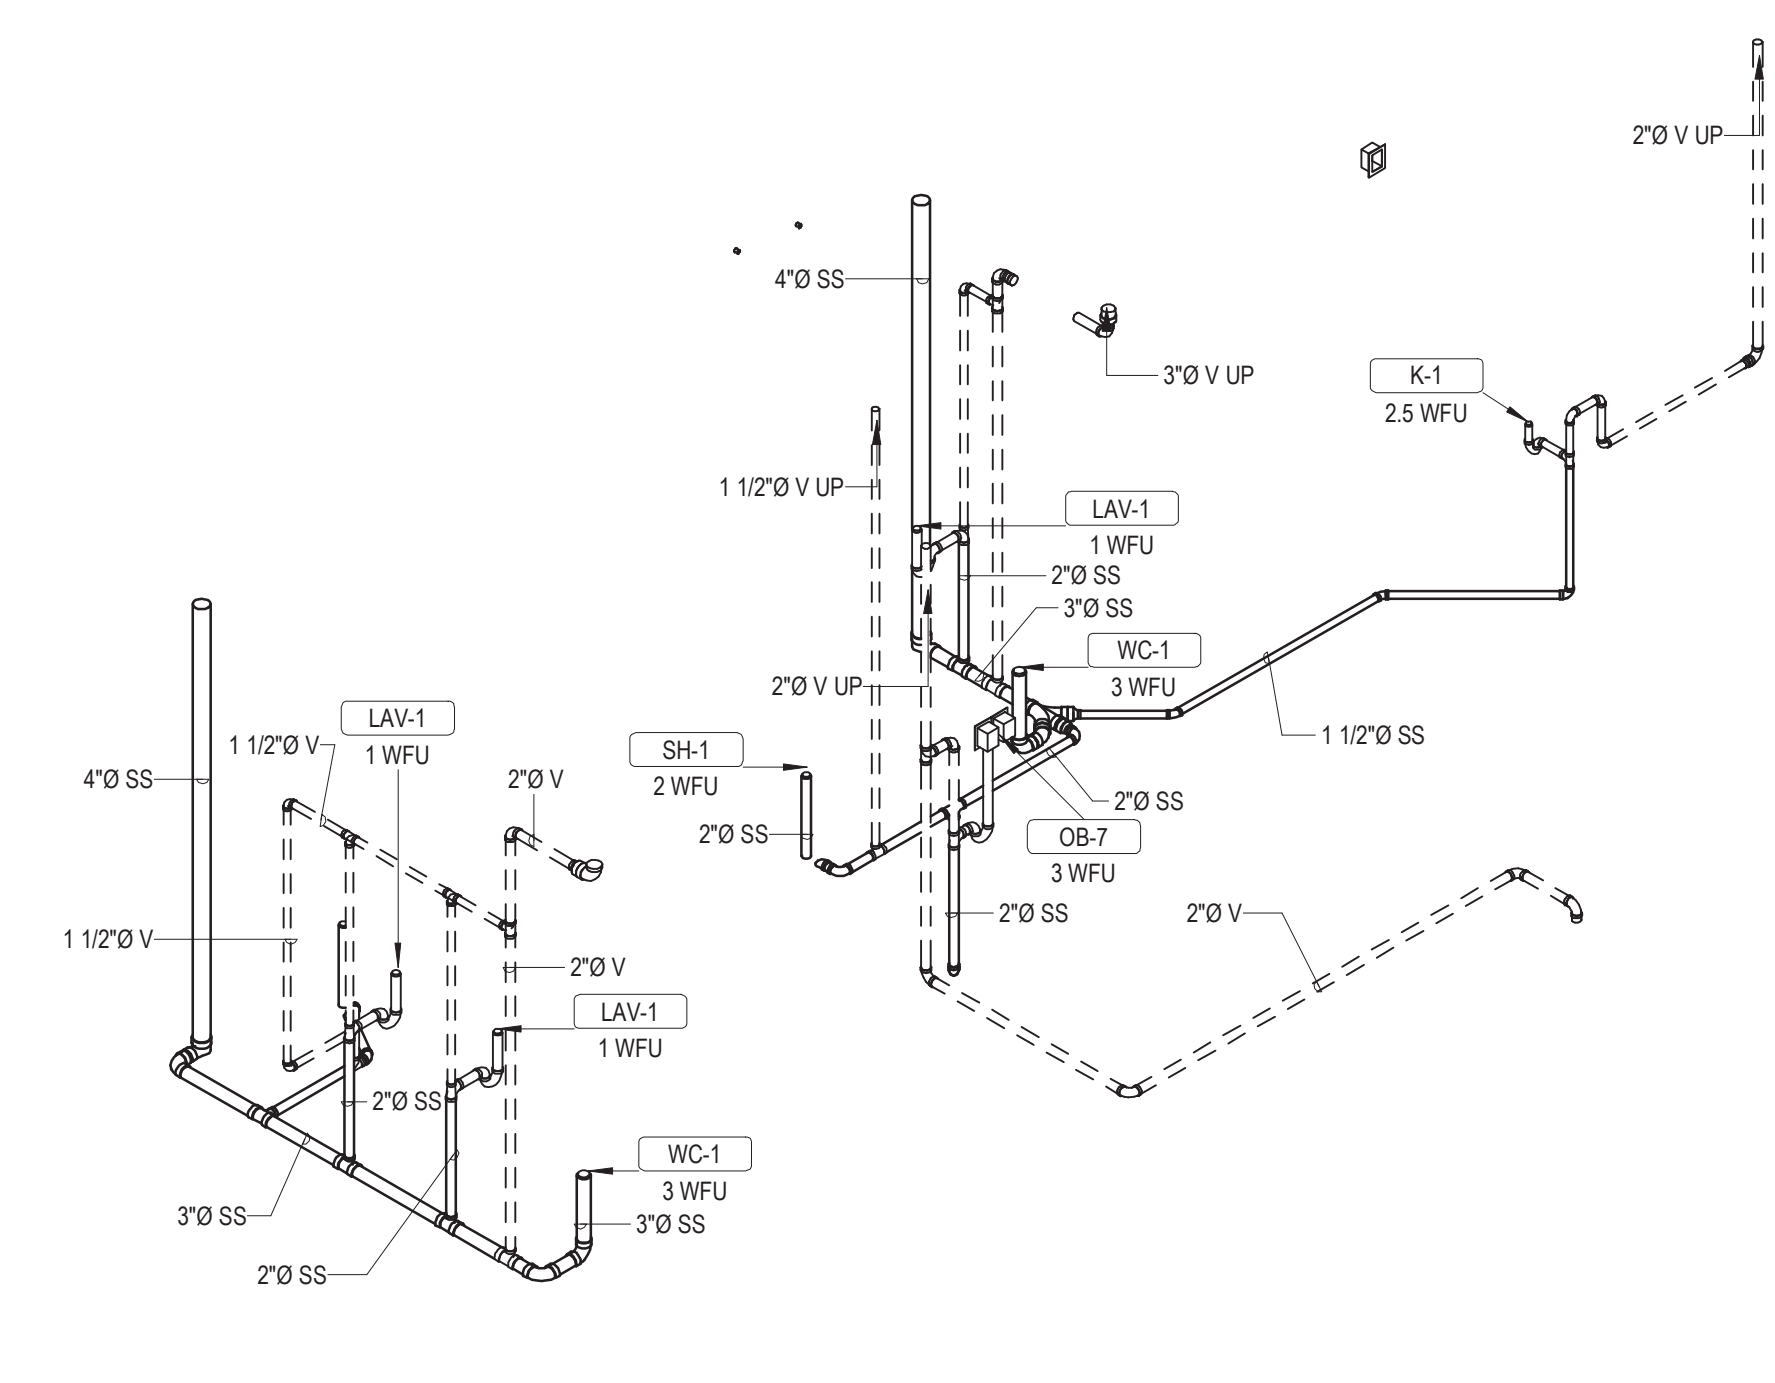 2"Ø V UP
4"Ø SS
3"Ø V UP
K-1
2.5 WFU
1 1/2"Ø V UP
LAV-1
1 WFU
2"Ø SS
3"Ø SS
WC-1
3 WFU
2"Ø V UP
1 1/2"Ø SS
SH-1
2 WFU
2"Ø SS
2"Ø SS
OB-7
3 WFU
2"Ø SS
2"Ø V
LAV-1
1 WFU
1 1/2"Ø V
4"Ø SS
2"Ø V
1 1/2"Ø V
2"Ø V
LAV-1
1 WFU
2"Ø SS
WC-1
3 WFU
3"Ø SS
3"Ø SS
2"Ø SS